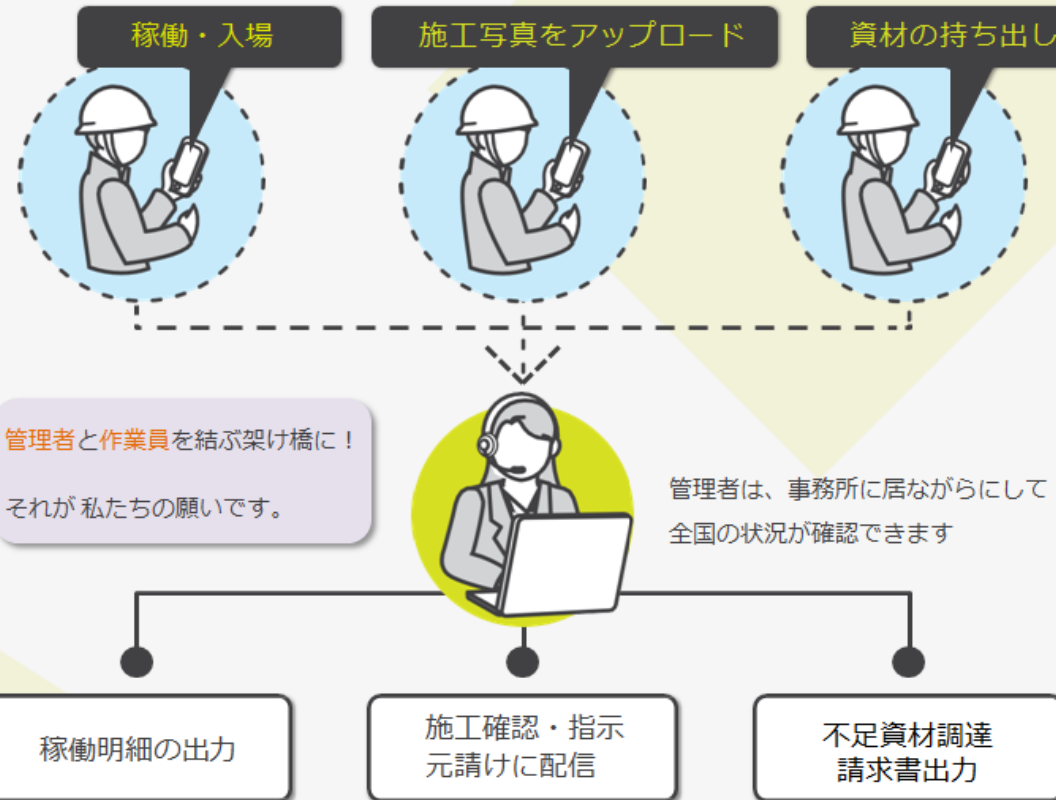 稼働・入場
施工写真をアップロード
資材の持ち出し
管理者と作業員を結ぶ架け橋に！
それが私たちの願いです。
管理者は、事務所に居ながらにして
全国の状況が確認できます
稼働明細の出力
施工確認・指示
元請けに配信
不足資材調達
請求書出力